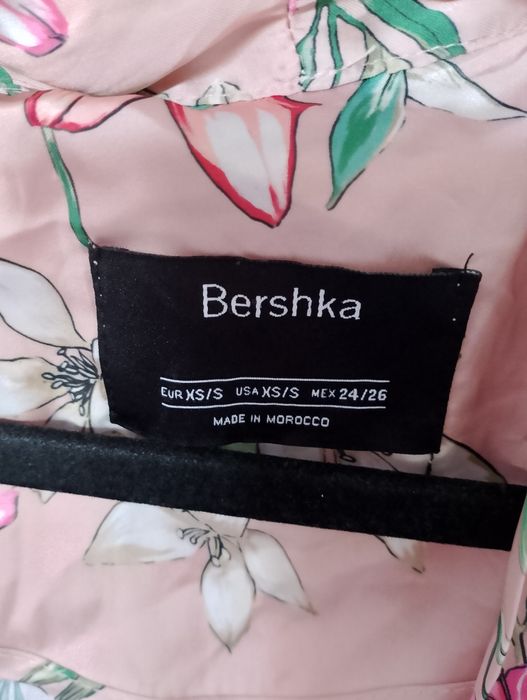 Bershka
EUR XS/S USA XS/S MEX 24/26
MADE IN MOROCCO